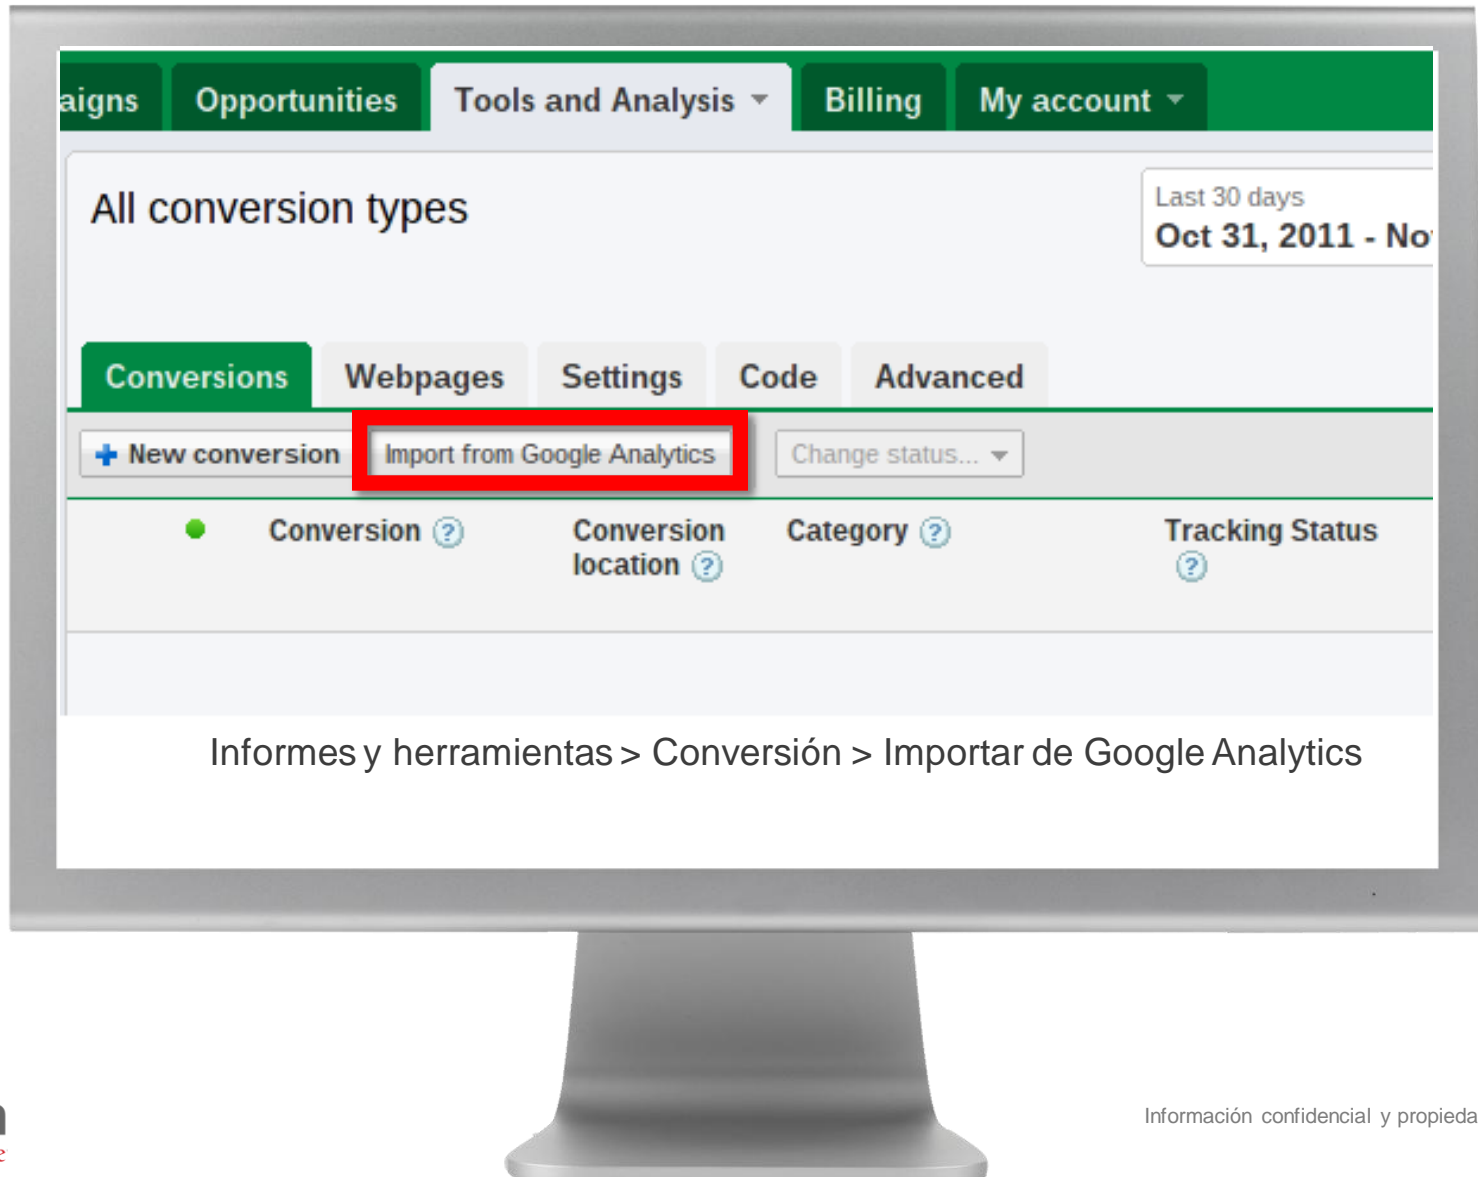 aigns Opportunities Tools and Analysis Billing My account
All conversion types
Last 30 days
Oct 31, 2011 - No
Conversions Webpages Settings Code Advanced
New conversion Import from Google Analytics Change status...
Conversion ? Conversion Category ? Tracking Status
location ? ?
Informes y herramientas > Conversión > Importar de Google Analytics
Información confidencial y propieda